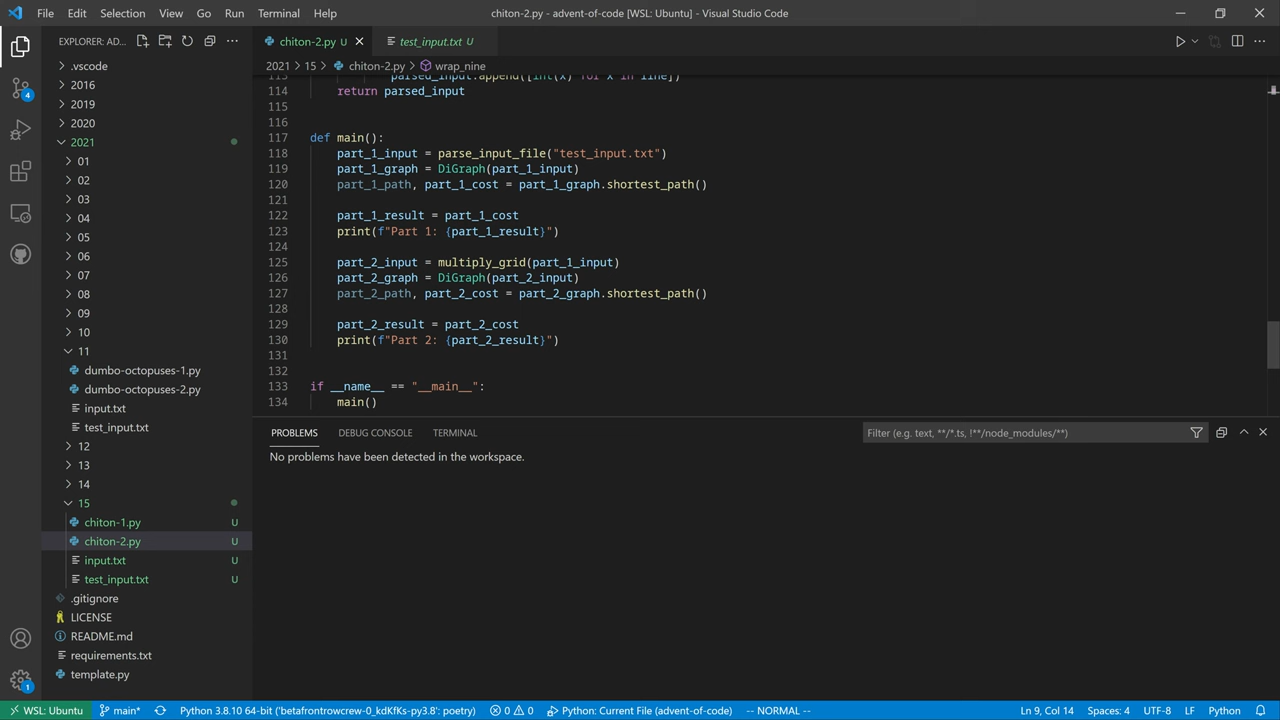 File Edit Selection View Go Run Terminal Help chiton-2.py - advent-of-code [WSL: Ubuntu] - Visual Studio Code
EXPLORER: AD...
.vscode
2016
2019
2020
2021
01
02
03
04
05
06
07
08
09
10
11
dumbo-octopuses-1.py
dumbo-octopuses-2.py
input.txt
test_input.txt
12
13
14
15
chiton-1.py U
chiton-2.py U
input.txt U
test_input.txt U
.gitignore
LICENSE
README.md
requirements.txt
template.py
4
1
chiton-2.py U test_input.txt U
2021 > 15 > chiton-2.py > wrap_nine
113 parsed_input.append([int(x) for x in line])
114 return parsed_input
115
116
117 def main():
118 part_1_input = parse_input_file("test_input.txt")
119 part_1_graph = DiGraph(part_1_input)
120 part_1_path, part_1_cost = part_1_graph.shortest_path()
121
122 part_1_result = part_1_cost
123 print(f"Part 1: {part_1_result}")
124
125 part_2_input = multiply_grid(part_1_input)
126 part_2_graph = DiGraph(part_2_input)
127 part_2_path, part_2_cost = part_2_graph.shortest_path()
128
129 part_2_result = part_2_cost
130 print(f"Part 2: {part_2_result}")
131
132
133 if __name__ == "__main__":
134 main()
PROBLEMS DEBUG CONSOLE TERMINAL Filter (e.g. text, **/*.ts, !**/node_modules/**)
No problems have been detected in the workspace.
WSL: Ubuntu main* Python 3.8.10 64-bit ('betafrontrowcrew-0_kdKfKs-py3.8': poetry) 0 0 Python: Current File (advent-of-code) -- NORMAL -- Ln 9, Col 14 Spaces: 4 UTF-8 LF Python